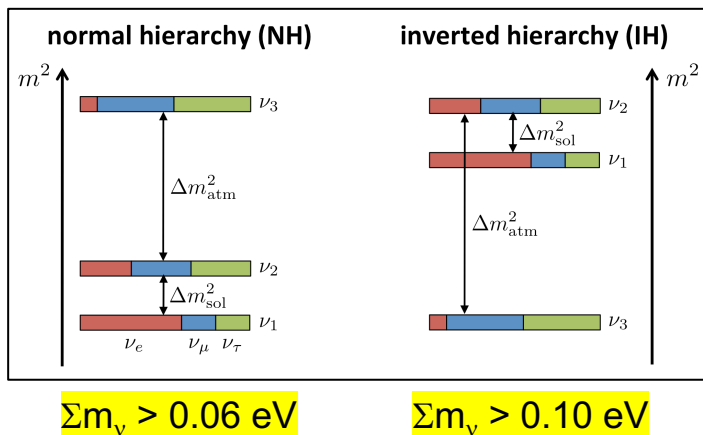 normal hierarchy (NH)
inverted hierarchy (IH)
m²
ν₃
Δm²atm
ν₂
Δm²sol
ν₁
νe νμ ντ
m²
ν₂
Δm²sol
ν₁
Δm²atm
ν₃
Σmν > 0.06 eV
Σmν > 0.10 eV